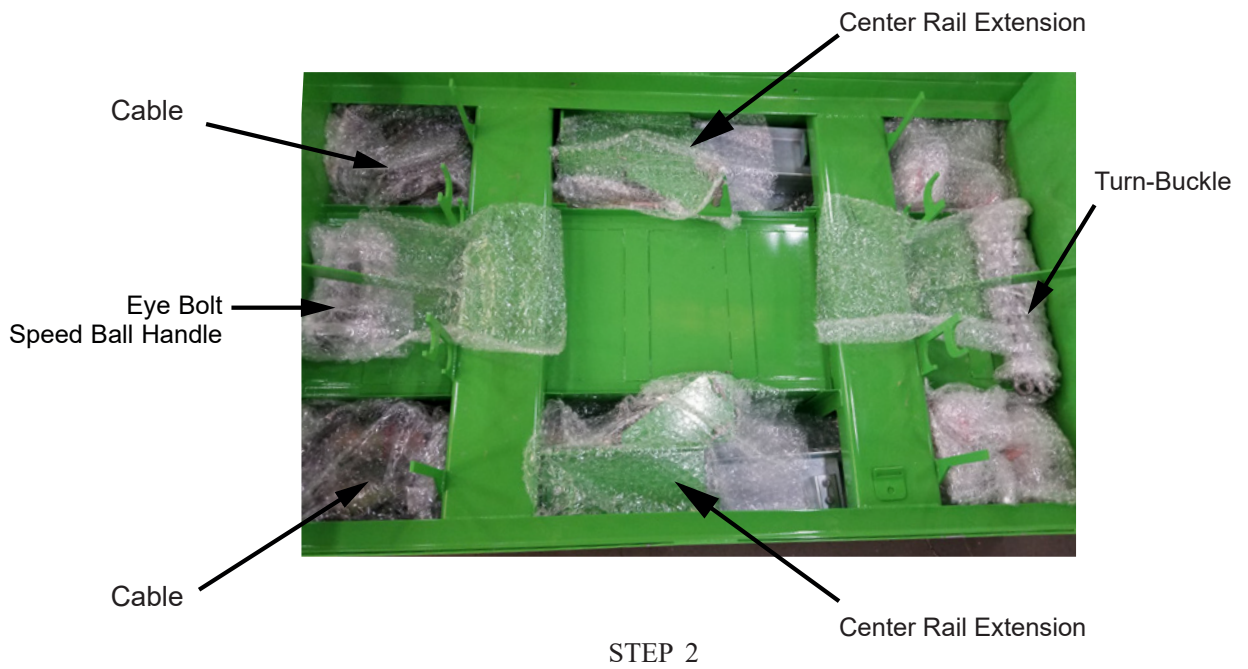 Center Rail Extension
Cable
Turn-Buckle
Eye Bolt
Speed Ball Handle
Cable
Center Rail Extension
STEP 2